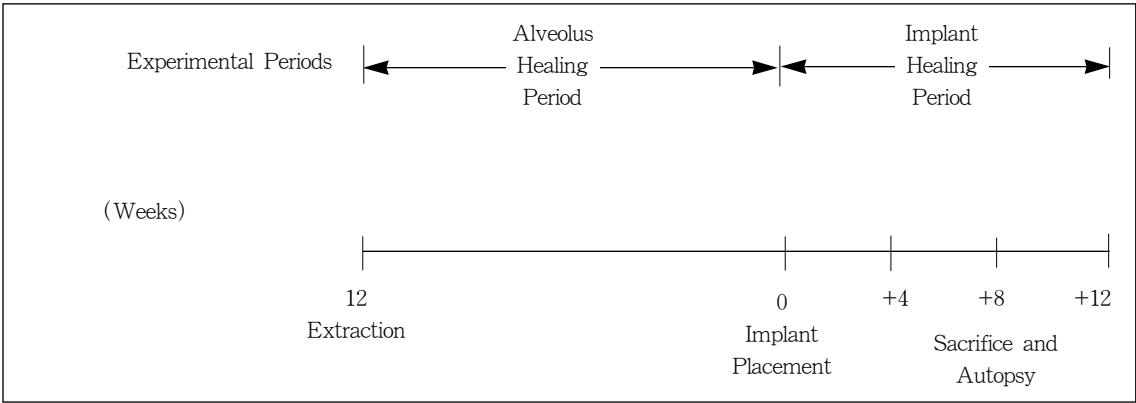 Experimental Periods
Alveolus
Healing
Period
Implant
Healing
Period
(Weeks)
12
Extraction
0
Implant
Placement
+4
+8
+12
Sacrifice and
Autopsy